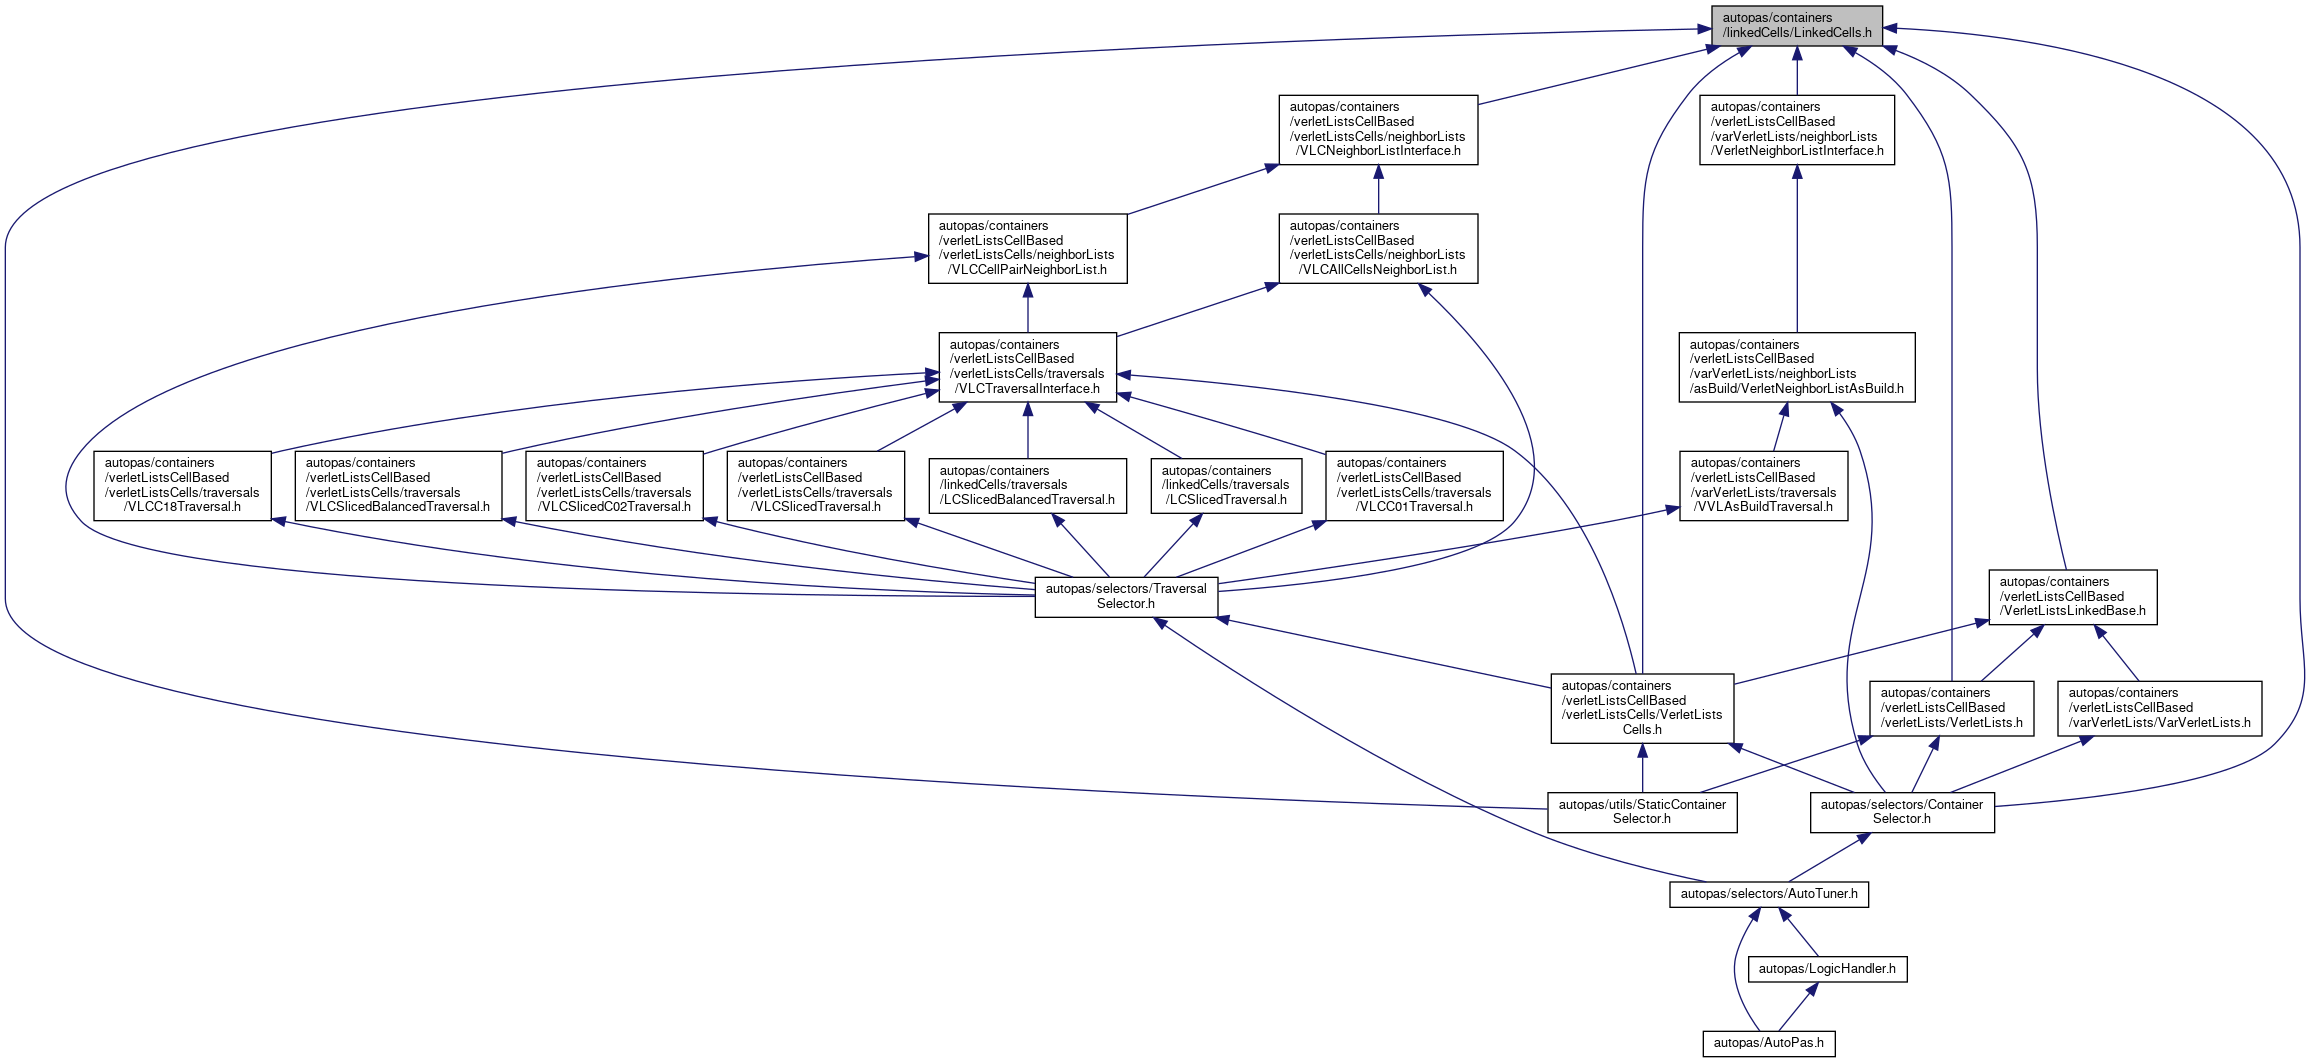 autopas/containers
/linkedCells/LinkedCells.h
autopas/containers
/verletListsCellBased
/verletListsCells/neighborLists
/VLCNeighborListInterface.h
autopas/containers
/verletListsCellBased
/varVerletLists/neighborLists
/VerletNeighborListInterface.h
autopas/containers
/verletListsCellBased
/verletListsCells/neighborLists
/VLCCellPairNeighborList.h
autopas/containers
/verletListsCellBased
/verletListsCells/neighborLists
/VLCAllCellsNeighborList.h
autopas/containers
/verletListsCellBased
/verletListsCells/traversals
/VLCTraversalInterface.h
autopas/containers
/verletListsCellBased
/varVerletLists/neighborLists
/asBuild/VerletNeighborListAsBuild.h
autopas/containers
/verletListsCellBased
/verletListsCells/traversals
/VLCC18Traversal.h
autopas/containers
/verletListsCellBased
/verletListsCells/traversals
/VLCSlicedBalancedTraversal.h
autopas/containers
/verletListsCellBased
/verletListsCells/traversals
/VLCSlicedC02Traversal.h
autopas/containers
/verletListsCellBased
/verletListsCells/traversals
/VLCSlicedTraversal.h
autopas/containers
/linkedCells/traversals
/LCSlicedBalancedTraversal.h
autopas/containers
/linkedCells/traversals
/LCSlicedTraversal.h
autopas/containers
/verletListsCellBased
/verletListsCells/traversals
/VLCC01Traversal.h
autopas/containers
/verletListsCellBased
/varVerletLists/traversals
/VVLAsBuildTraversal.h
autopas/selectors/Traversal
Selector.h
autopas/containers
/verletListsCellBased
/VerletListsLinkedBase.h
autopas/containers
/verletListsCellBased
/verletListsCells/VerletLists
Cells.h
autopas/containers
/verletListsCellBased
/verletLists/VerletLists.h
autopas/containers
/verletListsCellBased
/varVerletLists/VarVerletLists.h
autopas/utils/StaticContainer
Selector.h
autopas/selectors/Container
Selector.h
autopas/selectors/AutoTuner.h
autopas/LogicHandler.h
autopas/AutoPas.h